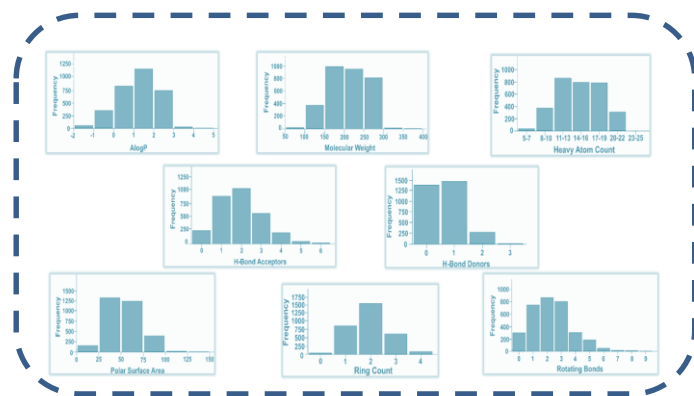 Frequency
1250
1000
750
500
250
0
-2 -1 0 1 2 3 4 5
AlogP
Frequency
1000
800
600
400
200
0
50 100 150 200 250 300 350 400
Molecular Weight
Frequency
1000
800
600
400
200
0
5-7 8-10 11-13 14-16 17-19 20-22 23-25
Heavy Atom Count
Frequency
1250
1000
750
500
250
0
0 1 2 3 4 5 6
H-Bond Acceptors
Frequency
1500
1250
1000
750
500
250
0
0 1 2 3
H-Bond Donors
Frequency
1500
1250
1000
750
500
250
0
0 25 50 75 100 125 150
Polar Surface Area
Frequency
1750
1500
1250
1000
750
500
250
0
0 1 2 3 4
Ring Count
Frequency
1000
800
600
400
200
0
0 1 2 3 4 5 6 7 8 9
Rotating Bonds